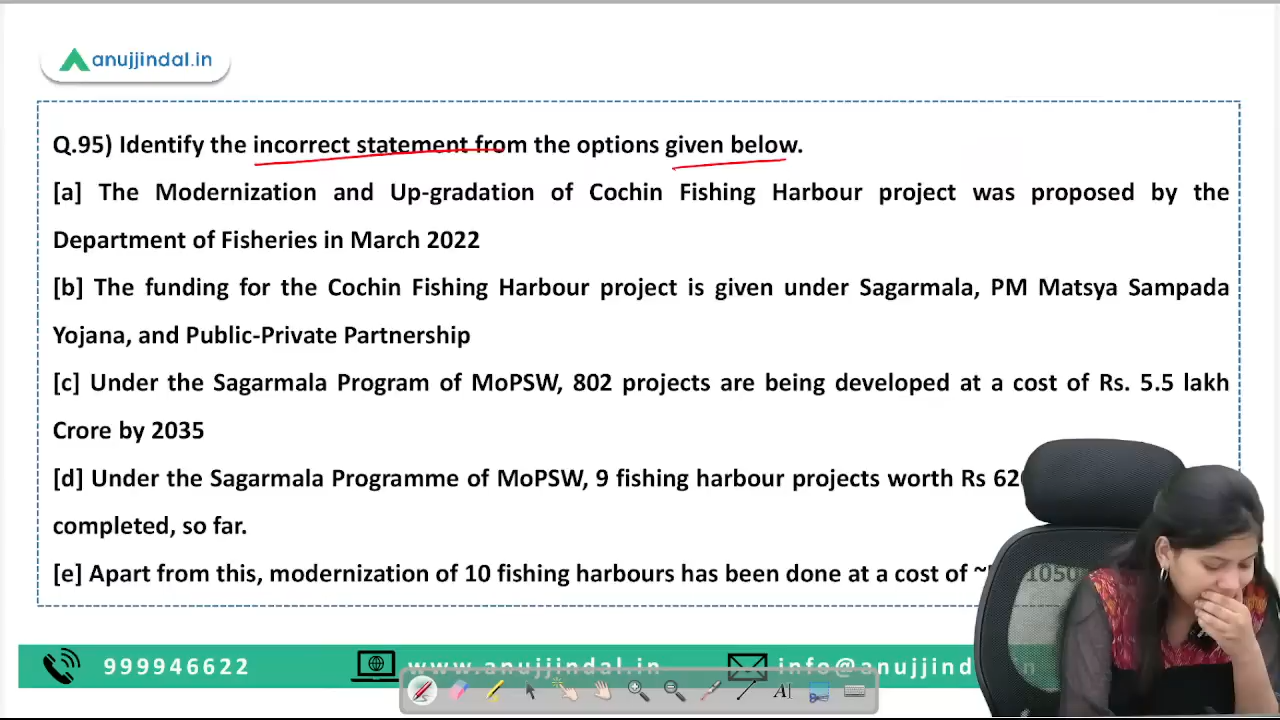 anujjindal.in
Q.95) Identify the incorrect statement from the options given below.
[a] The Modernization and Up-gradation of Cochin Fishing Harbour project was proposed by the
Department of Fisheries in March 2022
[b] The funding for the Cochin Fishing Harbour project is given under Sagarmala, PM Matsya Sampada
Yojana, and Public-Private Partnership
[c] Under the Sagarmala Program of MoPSW, 802 projects are being developed at a cost of Rs. 5.5 lakh
Crore by 2035
[d] Under the Sagarmala Programme of MoPSW, 9 fishing harbour projects worth Rs
completed, so far.
[e] Apart from this, modernization of 10 fishing harbours has been done at a cost of
999946622 www.anujjindal.in
A